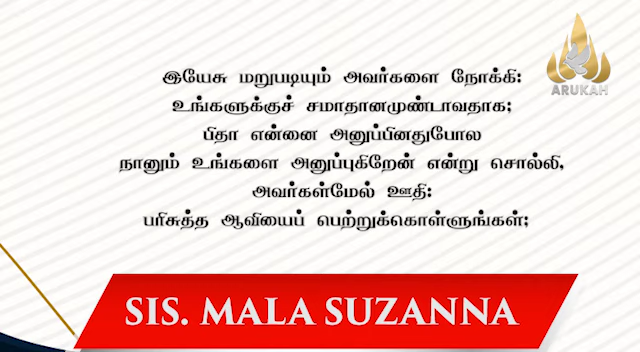 இயேசு மறுபடியும் அவர்களை நோக்கி:
உங்களுக்குச் சமாதானமுண்டாவதாக;
பிதா என்னை அனுப்பினதுபோல
நானும் உங்களை அனுப்புகிறேன் என்று சொல்லி,
அவர்கள்மேல் ஊதி:
பரிசுத்த ஆவியைப் பெற்றுக்கொள்ளுங்கள்;
ARUKAH
SIS. MALA SUZANNA